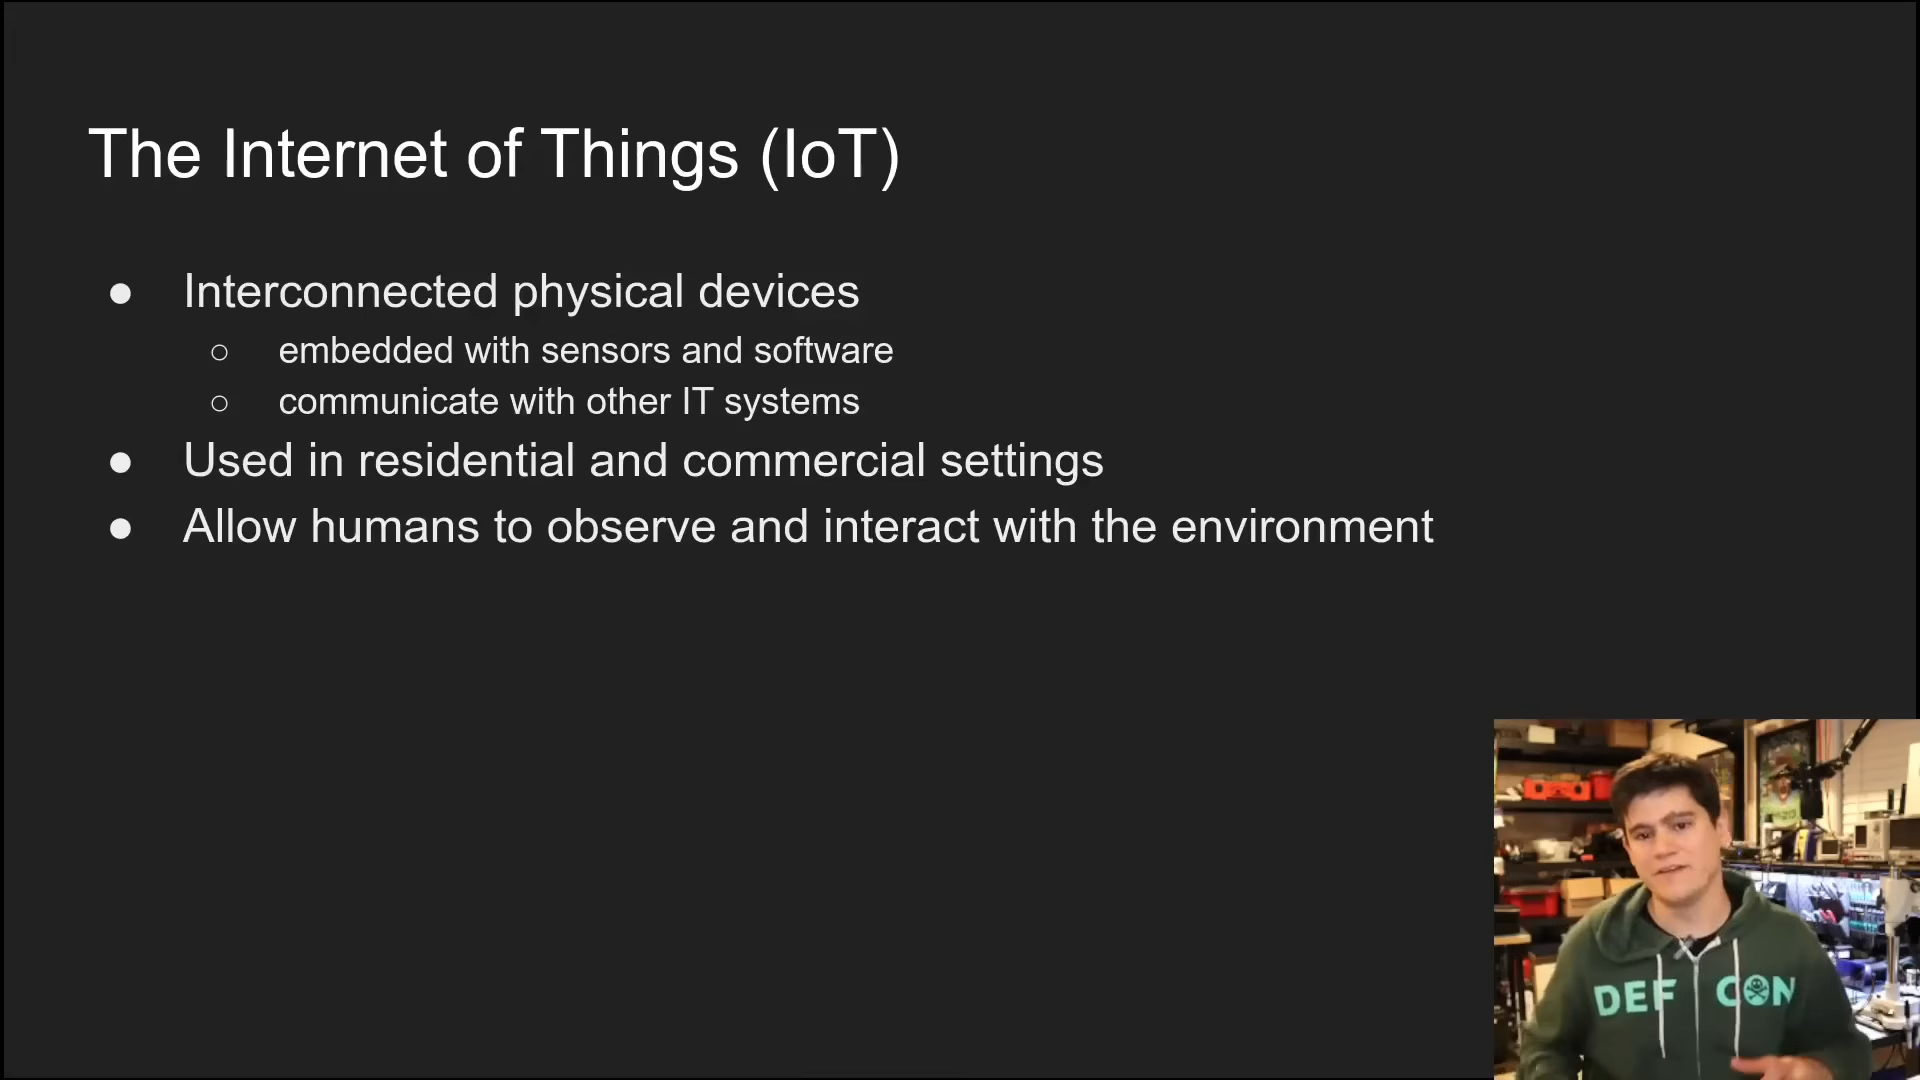 The Internet of Things (IoT)
● Interconnected physical devices
○ embedded with sensors and software
○ communicate with other IT systems
● Used in residential and commercial settings
● Allow humans to observe and interact with the environment
DEF CON